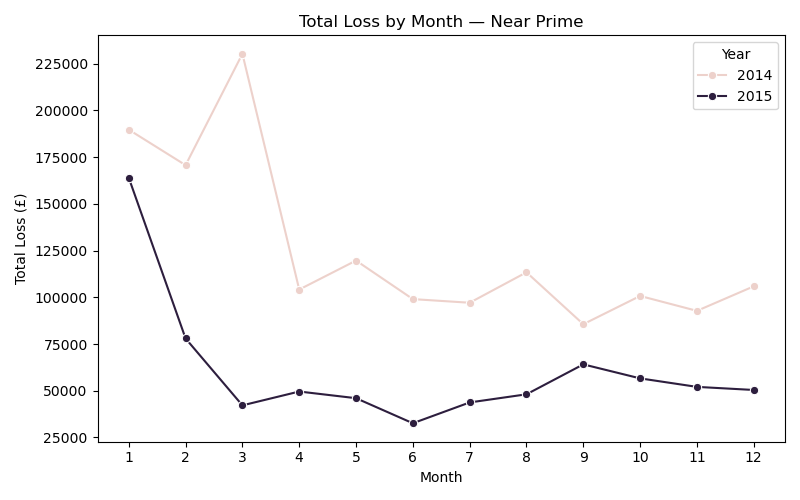 Total Loss by Month — Near Prime
Total Loss (£)
225000
200000
175000
150000
125000
100000
75000
50000
25000
Year
2014
2015
1 2 3 4 5 6 7 8 9 10 11 12
Month